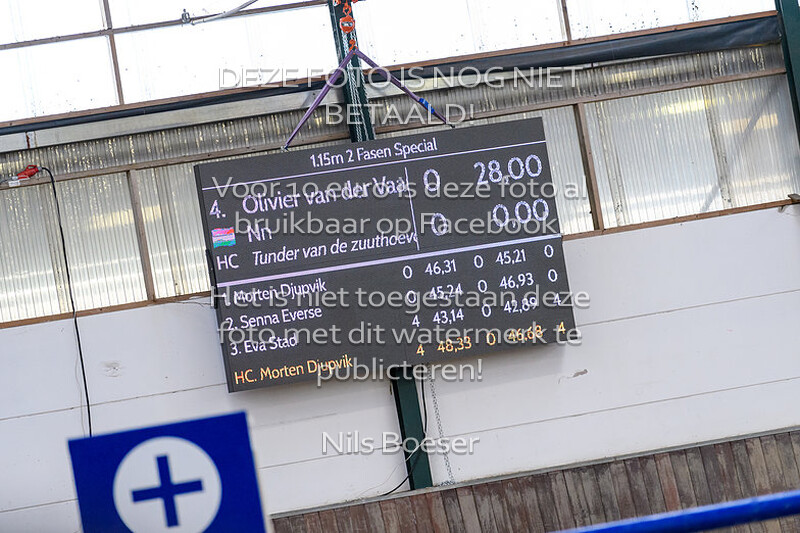 DEZE FOTO IS NOG NIET
BETAALD!
Voor 10 euro is deze foto al
bruikbaar op Facebook
Het is niet toegestaan deze
foto met dit watermerk te
publiceren!
Nils Boeser
1.15m 2 Fasen Special
4. Olivier van der Vaa 0 28,00
Nn 0 0,00
HC Tunder van de zuuthoeve
1. Morten Djupvik 0 46,31 0 45,21 0
2. Senna Everse 0 45,24 0 46,93 0
3. Eva Stao 4 43,14 0 42,89 4
HC. Morten Djupvik 4 48,33 0 46,68 4